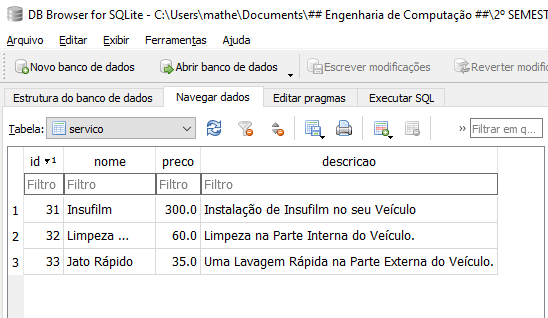 DB Browser for SQLite - C:\Users\mathe\Documents\## Engenharia de Computação ##\2º SEMEST
Arquivo Editar Exibir Ferramentas Ajuda
Novo banco de dados Abrir banco de dados Escrever modificações Reverter modifi
Estrutura do banco de dados Navegar dados Editar pragmas Executar SQL
Tabela: servico » Filtrar em q...
id 1 nome preco descricao
Filtro Filtro Filtro Filtro
1 31 Insufilm 300.0 Instalação de Insufilm no seu Veículo
2 32 Limpeza ... 60.0 Limpeza na Parte Interna do Veículo.
3 33 Jato Rápido 35.0 Uma Lavagem Rápida na Parte Externa do Veículo.